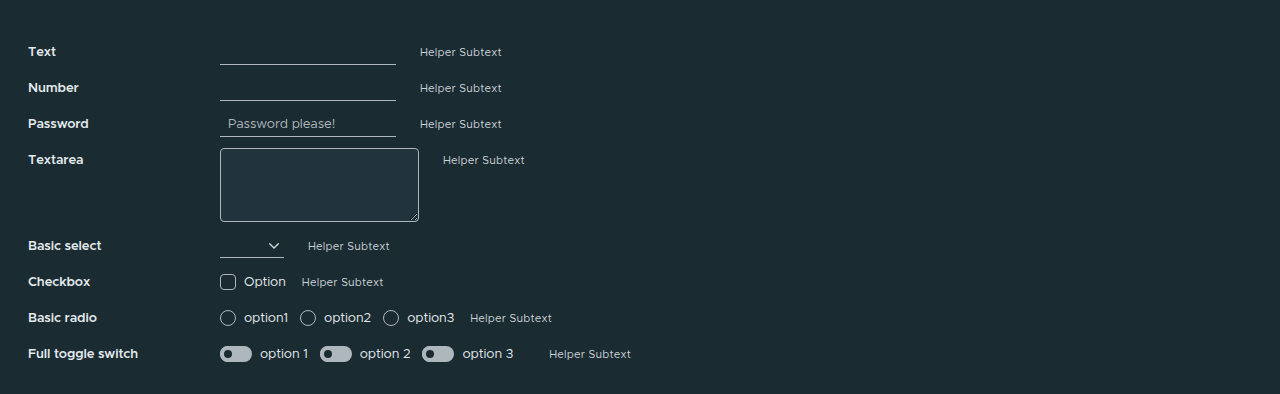 Text Helper Subtext
Number Helper Subtext
Password Password please! Helper Subtext
Textarea Helper Subtext
Basic select Helper Subtext
Checkbox Option Helper Subtext
Basic radio option1 option2 option3 Helper Subtext
Full toggle switch option 1 option 2 option 3 Helper Subtext